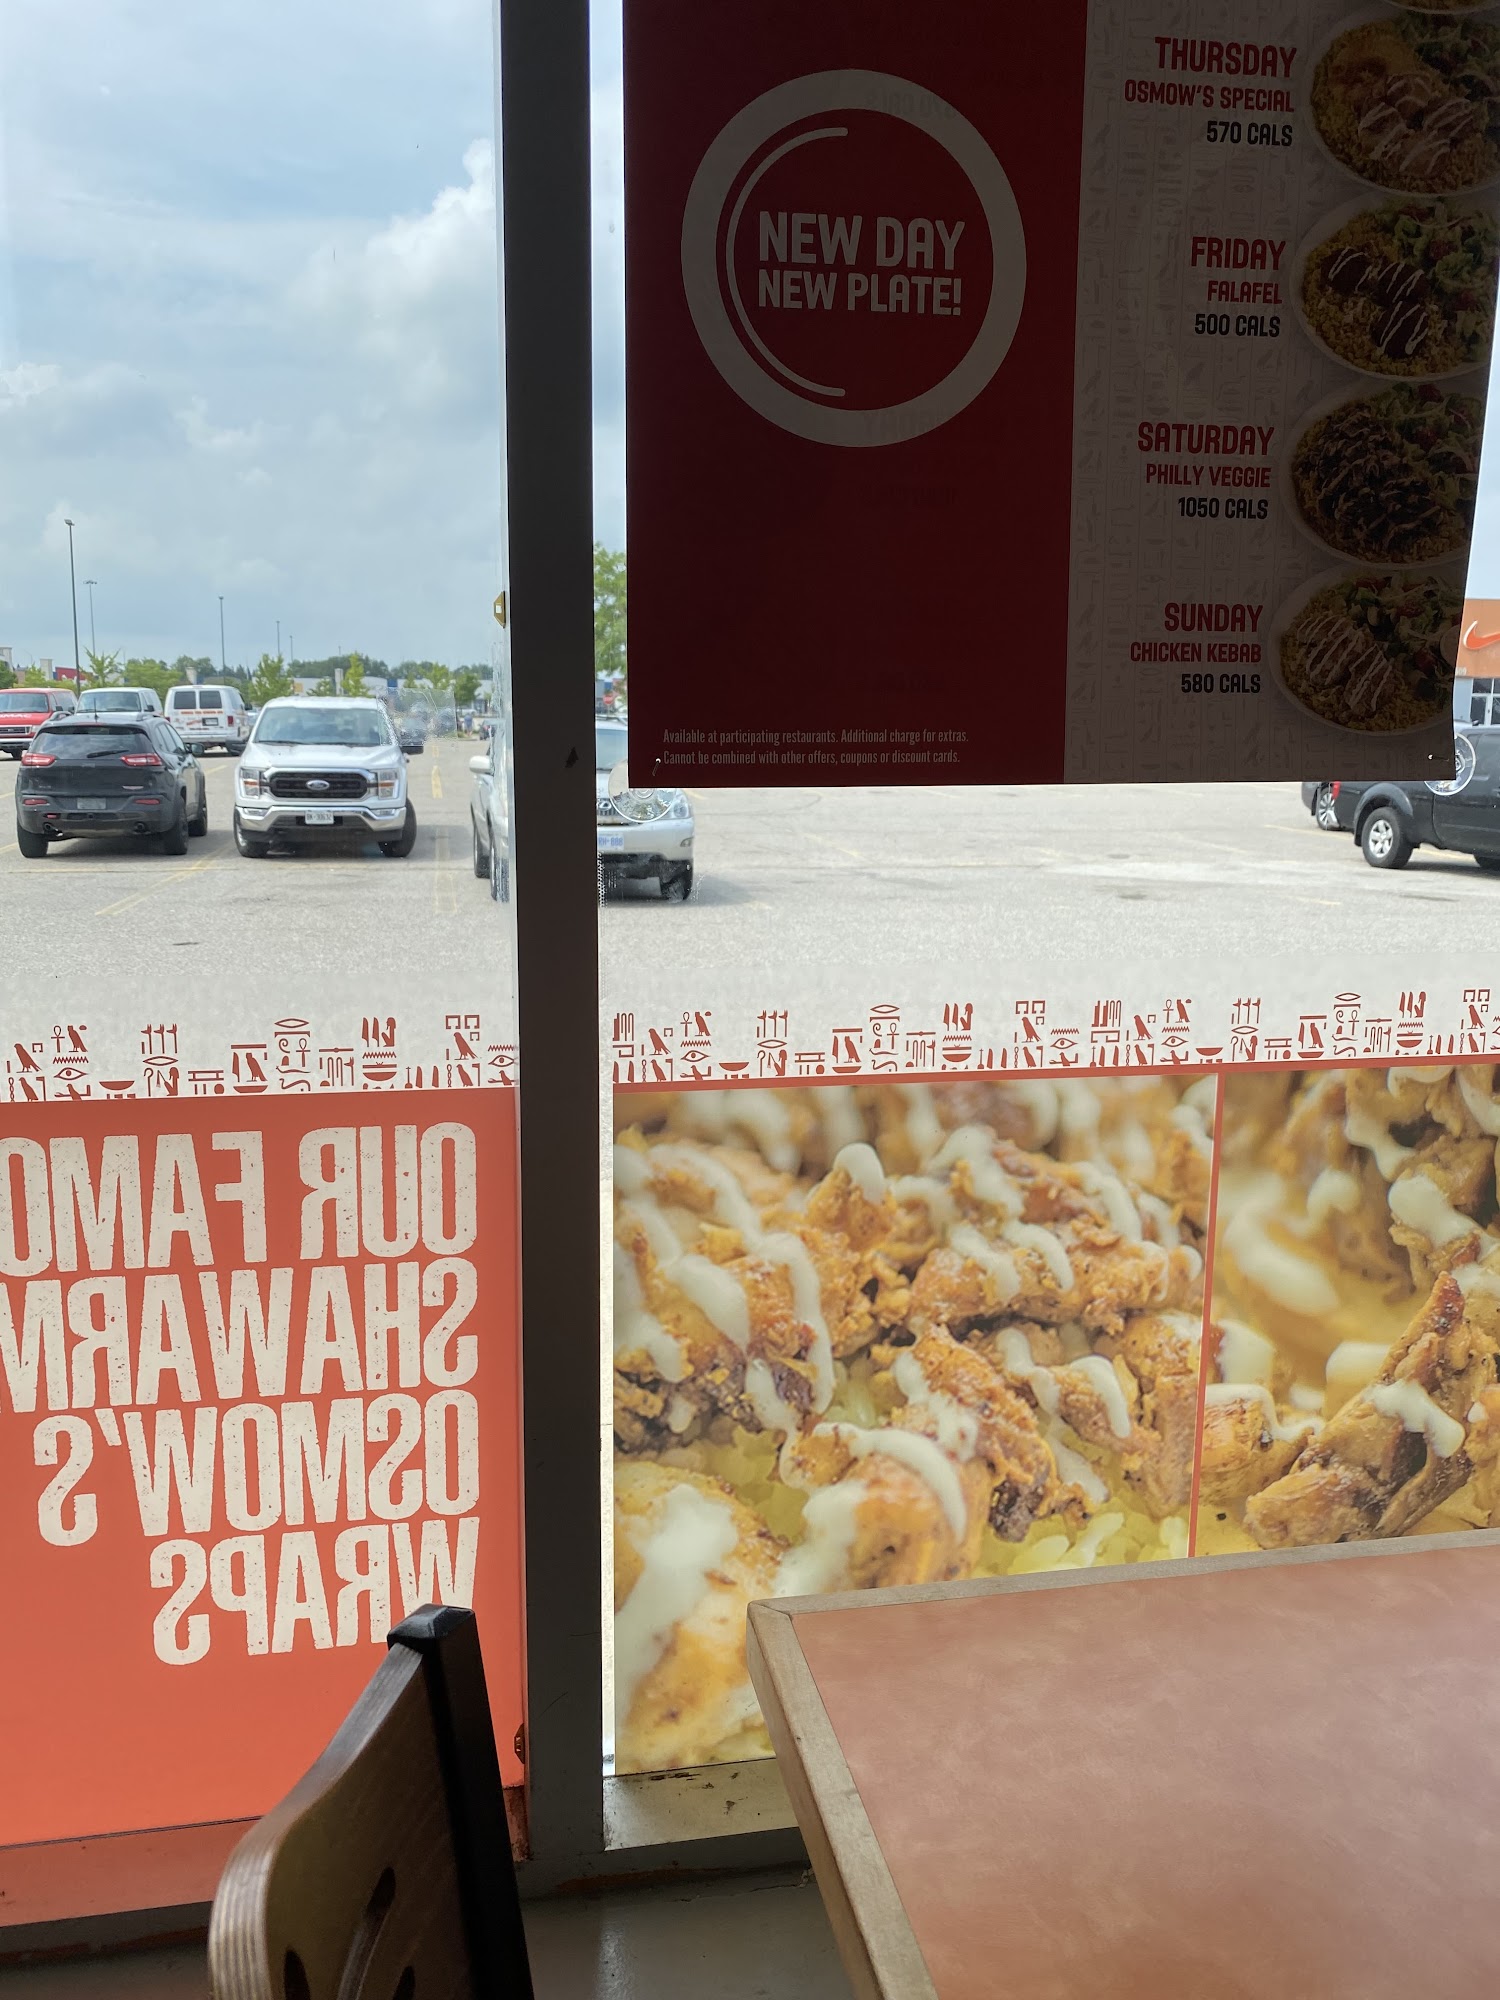 NEW DAY
NEW PLATE!
THURSDAY
OSMOW'S SPECIAL
570 CALS
FRIDAY
FALAFEL
500 CALS
SATURDAY
PHILLY VEGGIE
1050 CALS
SUNDAY
CHICKEN KEBAB
580 CALS
Available at participating restaurants. Additional charge for extras.
Cannot be combined with other offers, coupons or discount cards.
OUR FAMO
SHAWARM
OSMOW'S
WRAPS